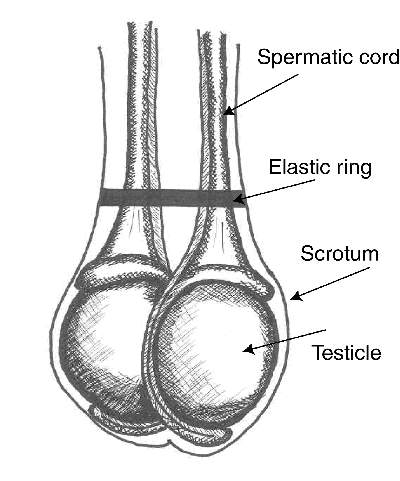 Spermatic cord
Elastic ring
Scrotum
Testicle